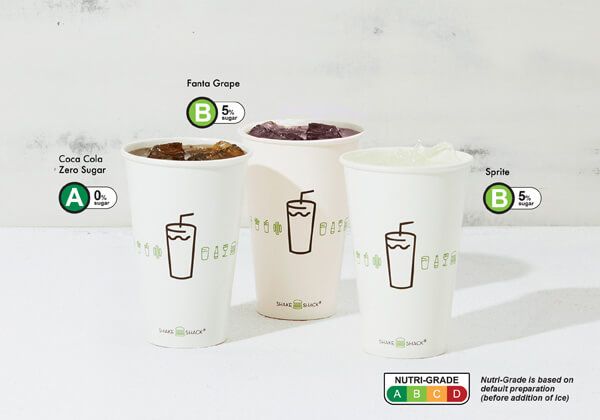 Fanta Grape
B 5% sugar
Coca Cola
Zero Sugar
A 0% sugar
Sprite
B 5% sugar
SHAKE SHACK
SHAKE SHACK
SHAKE SHACK
NUTRI-GRADE
A B C D
Nutri-Grade is based on
default preparation
(before addition of ice)